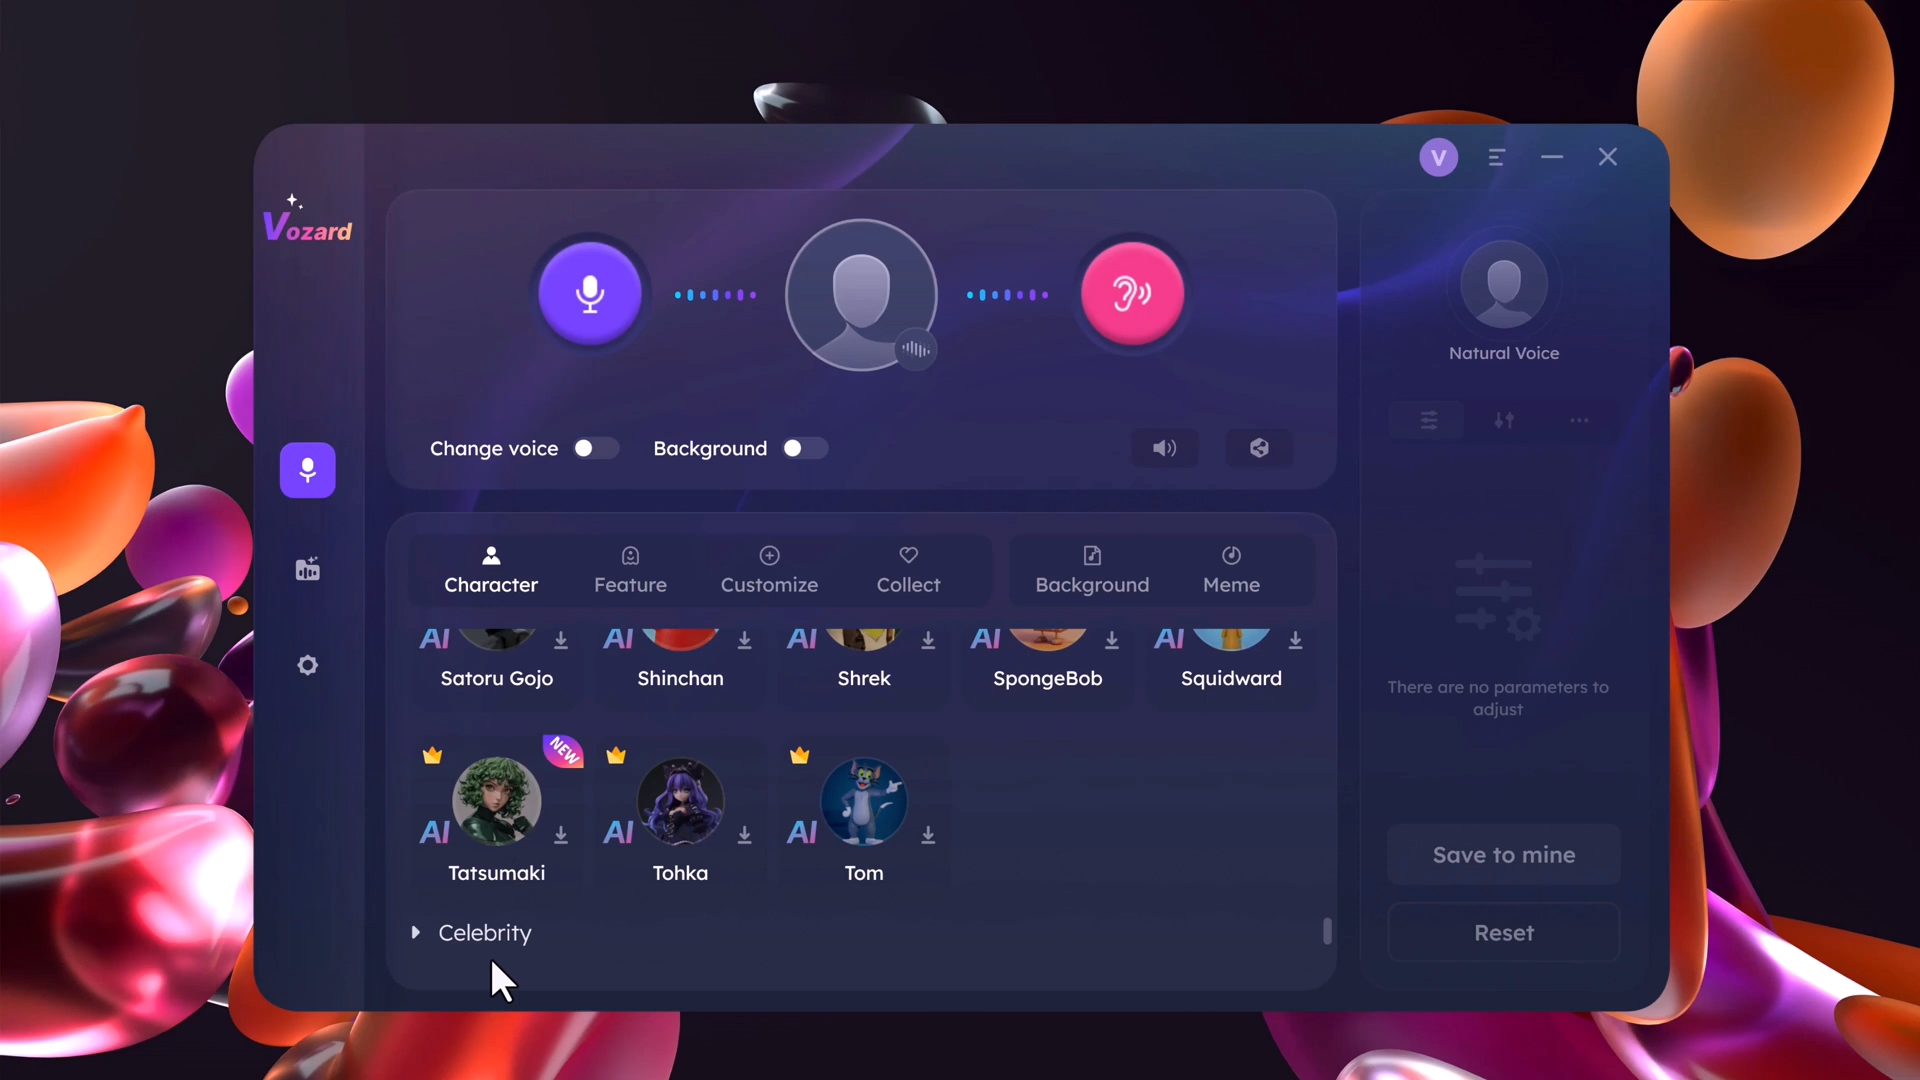 V
Vozard
Natural Voice
Change voice
Background
Character
Feature
Customize
Collect
Background
Meme
AI
AI
AI
AI
AI
Satoru Gojo
Shinchan
Shrek
SpongeBob
Squidward
There are no parameters to
adjust
NEW
AI
AI
AI
Tatsumaki
Tohka
Tom
Save to mine
Celebrity
Reset